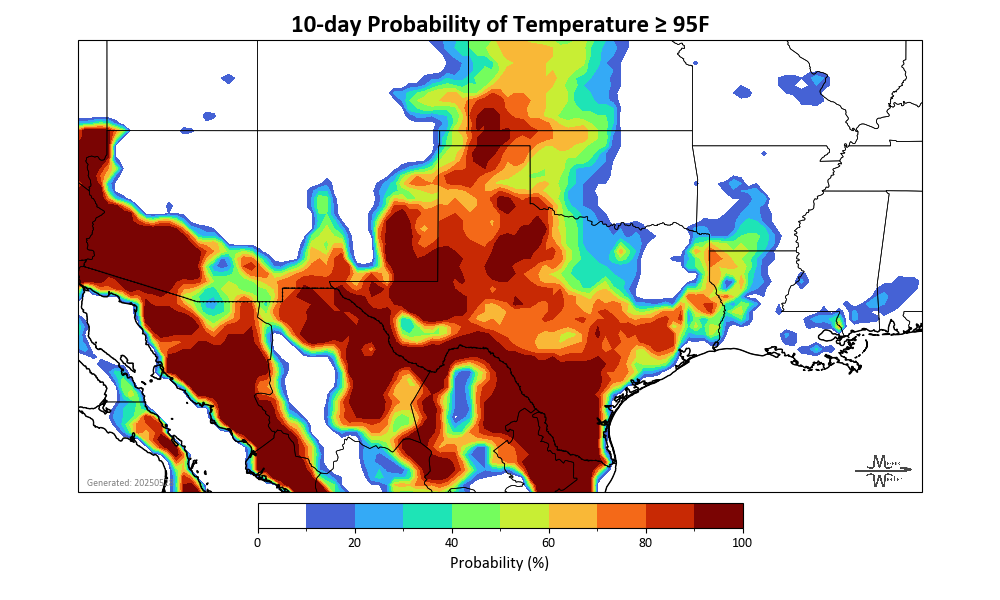 10-day Probability of Temperature ≥ 95F
Generated: 202505
0 20 40 60 80 100
Probability (%)